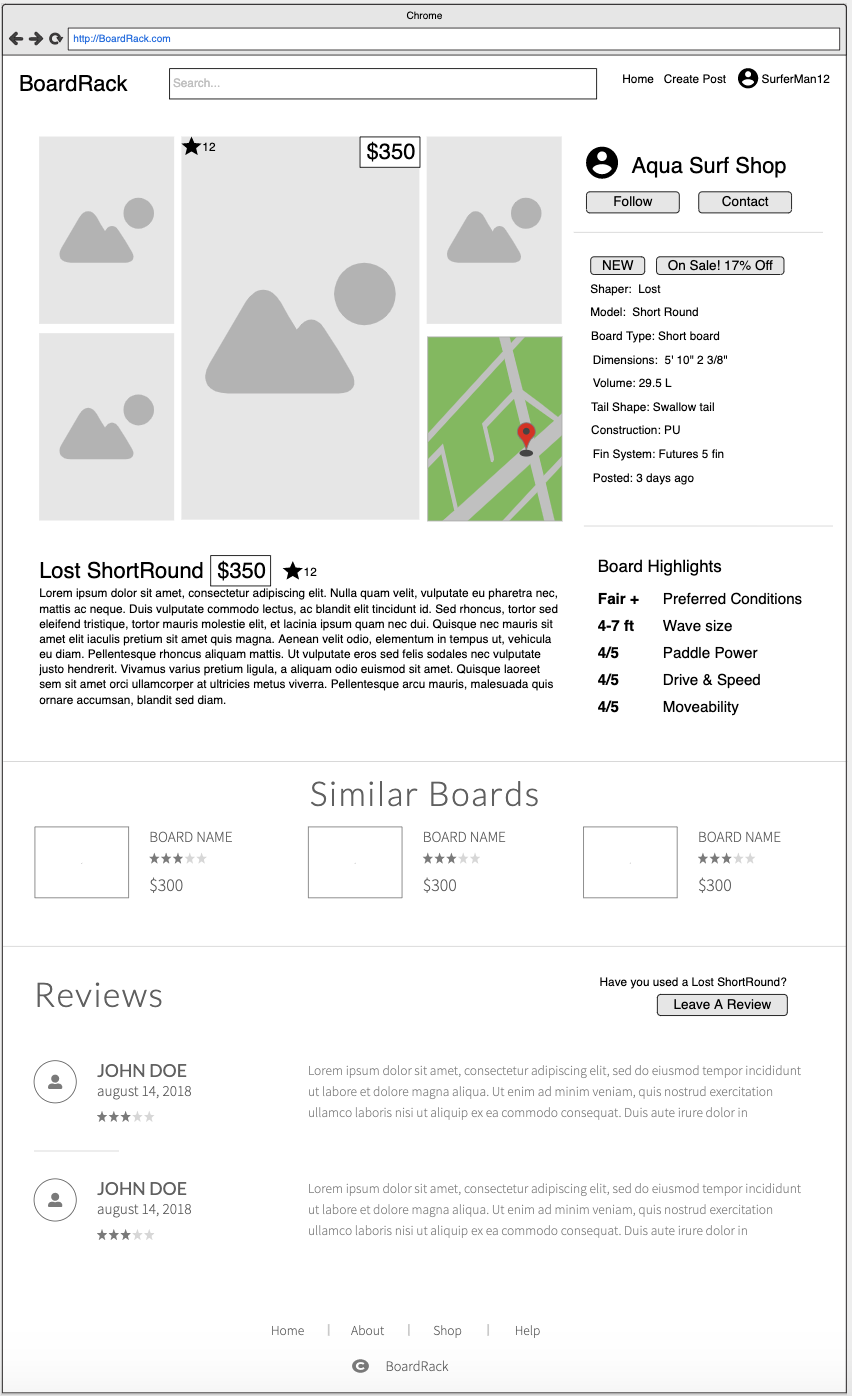 Chrome
http://BoardRack.com
BoardRack
Search...
Home Create Post SurferMan12
12
$350
Aqua Surf Shop
Follow Contact
NEW On Sale! 17% Off
Shaper: Lost
Model: Short Round
Board Type: Short board
Dimensions: 5' 10" 2 3/8"
Volume: 29.5 L
Tail Shape: Swallow tail
Construction: PU
Fin System: Futures 5 fin
Posted: 3 days ago
Lost ShortRound $350 12
Lorem ipsum dolor sit amet, consectetur adipiscing elit. Nulla quam velit, vulputate eu pharetra nec,
mattis ac neque. Duis vulputate commodo lectus, ac blandit elit tincidunt id. Sed rhoncus, tortor sed
eleifend tristique, tortor mauris molestie elit, et lacinia ipsum quam nec dui. Quisque nec mauris sit
amet elit iaculis pretium sit amet quis magna. Aenean velit odio, elementum in tempus ut, vehicula
eu diam. Pellentesque rhoncus aliquam mattis. Ut vulputate eros sed felis sodales nec vulputate
justo hendrerit. Vivamus varius pretium ligula, a aliquam odio euismod sit amet. Quisque laoreet
sem sit amet orci ullamcorper at ultricies metus viverra. Pellentesque arcu mauris, malesuada quis
ornare accumsan, blandit sed diam.
Board Highlights
Fair + Preferred Conditions
4-7 ft Wave size
4/5 Paddle Power
4/5 Drive & Speed
4/5 Moveability
Similar Boards
BOARD NAME
$300
BOARD NAME
$300
BOARD NAME
$300
Reviews
Have you used a Lost ShortRound?
Leave A Review
JOHN DOE
august 14, 2018
Lorem ipsum dolor sit amet, consectetur adipiscing elit, sed do eiusmod tempor incididunt
ut labore et dolore magna aliqua. Ut enim ad minim veniam, quis nostrud exercitation
ullamco laboris nisi ut aliquip ex ea commodo consequat. Duis aute irure dolor in
JOHN DOE
august 14, 2018
Lorem ipsum dolor sit amet, consectetur adipiscing elit, sed do eiusmod tempor incididunt
ut labore et dolore magna aliqua. Ut enim ad minim veniam, quis nostrud exercitation
ullamco laboris nisi ut aliquip ex ea commodo consequat. Duis aute irure dolor in
Home | About | Shop | Help
© BoardRack